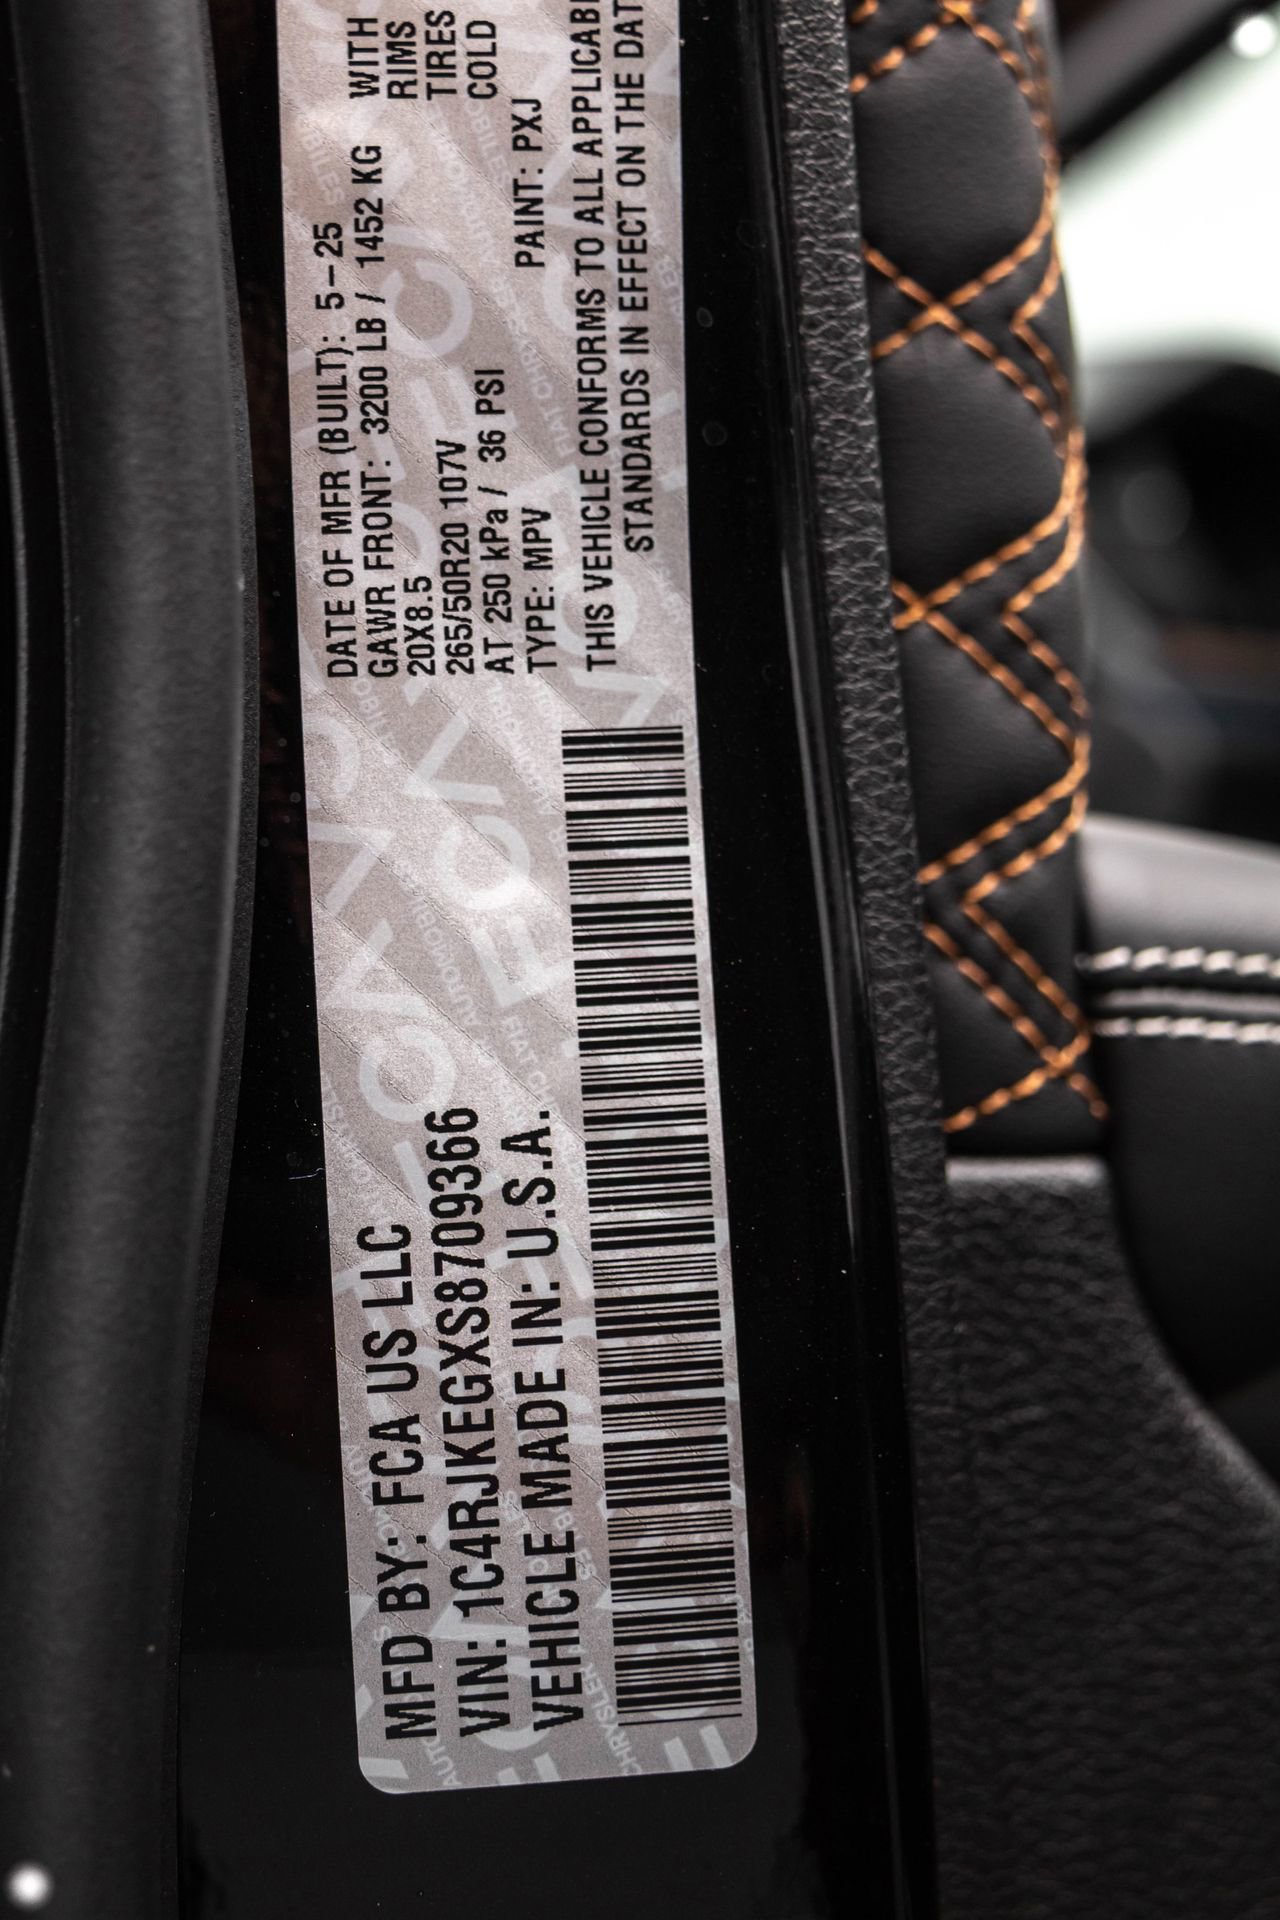 MFD BY: FCA US LLC
VIN: 1C4RJKEGXS8709366
VEHICLE MADE IN: U.S.A.
DATE OF MFR (BUILT): 5-25
GAWR FRONT: 3200 LB / 1452 KG WITH
20X8.5 RIMS
265/50R20 107V TIRES
AT 250 kPa / 36 PSI COLD
TYPE: MPV PAINT: PXJ
THIS VEHICLE CONFORMS TO ALL
STANDARDS IN EFFECT ON THE